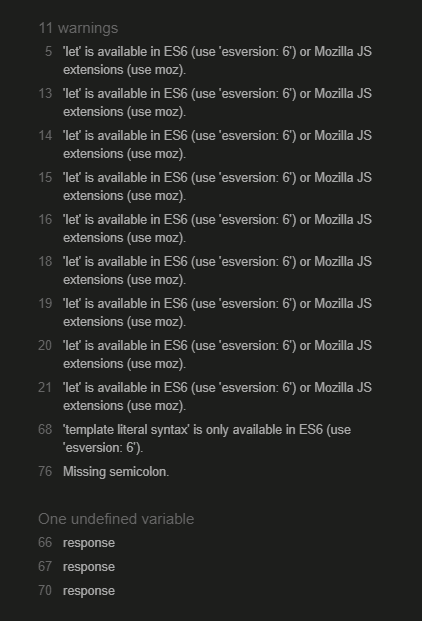 11 warnings
5 'let' is available in ES6 (use 'esversion: 6') or Mozilla JS
extensions (use moz).
13 'let' is available in ES6 (use 'esversion: 6') or Mozilla JS
extensions (use moz).
14 'let' is available in ES6 (use 'esversion: 6') or Mozilla JS
extensions (use moz).
15 'let' is available in ES6 (use 'esversion: 6') or Mozilla JS
extensions (use moz).
16 'let' is available in ES6 (use 'esversion: 6') or Mozilla JS
extensions (use moz).
18 'let' is available in ES6 (use 'esversion: 6') or Mozilla JS
extensions (use moz).
19 'let' is available in ES6 (use 'esversion: 6') or Mozilla JS
extensions (use moz).
20 'let' is available in ES6 (use 'esversion: 6') or Mozilla JS
extensions (use moz).
21 'let' is available in ES6 (use 'esversion: 6') or Mozilla JS
extensions (use moz).
68 'template literal syntax' is only available in ES6 (use
'esversion: 6').
76 Missing semicolon.
One undefined variable
66 response
67 response
70 response